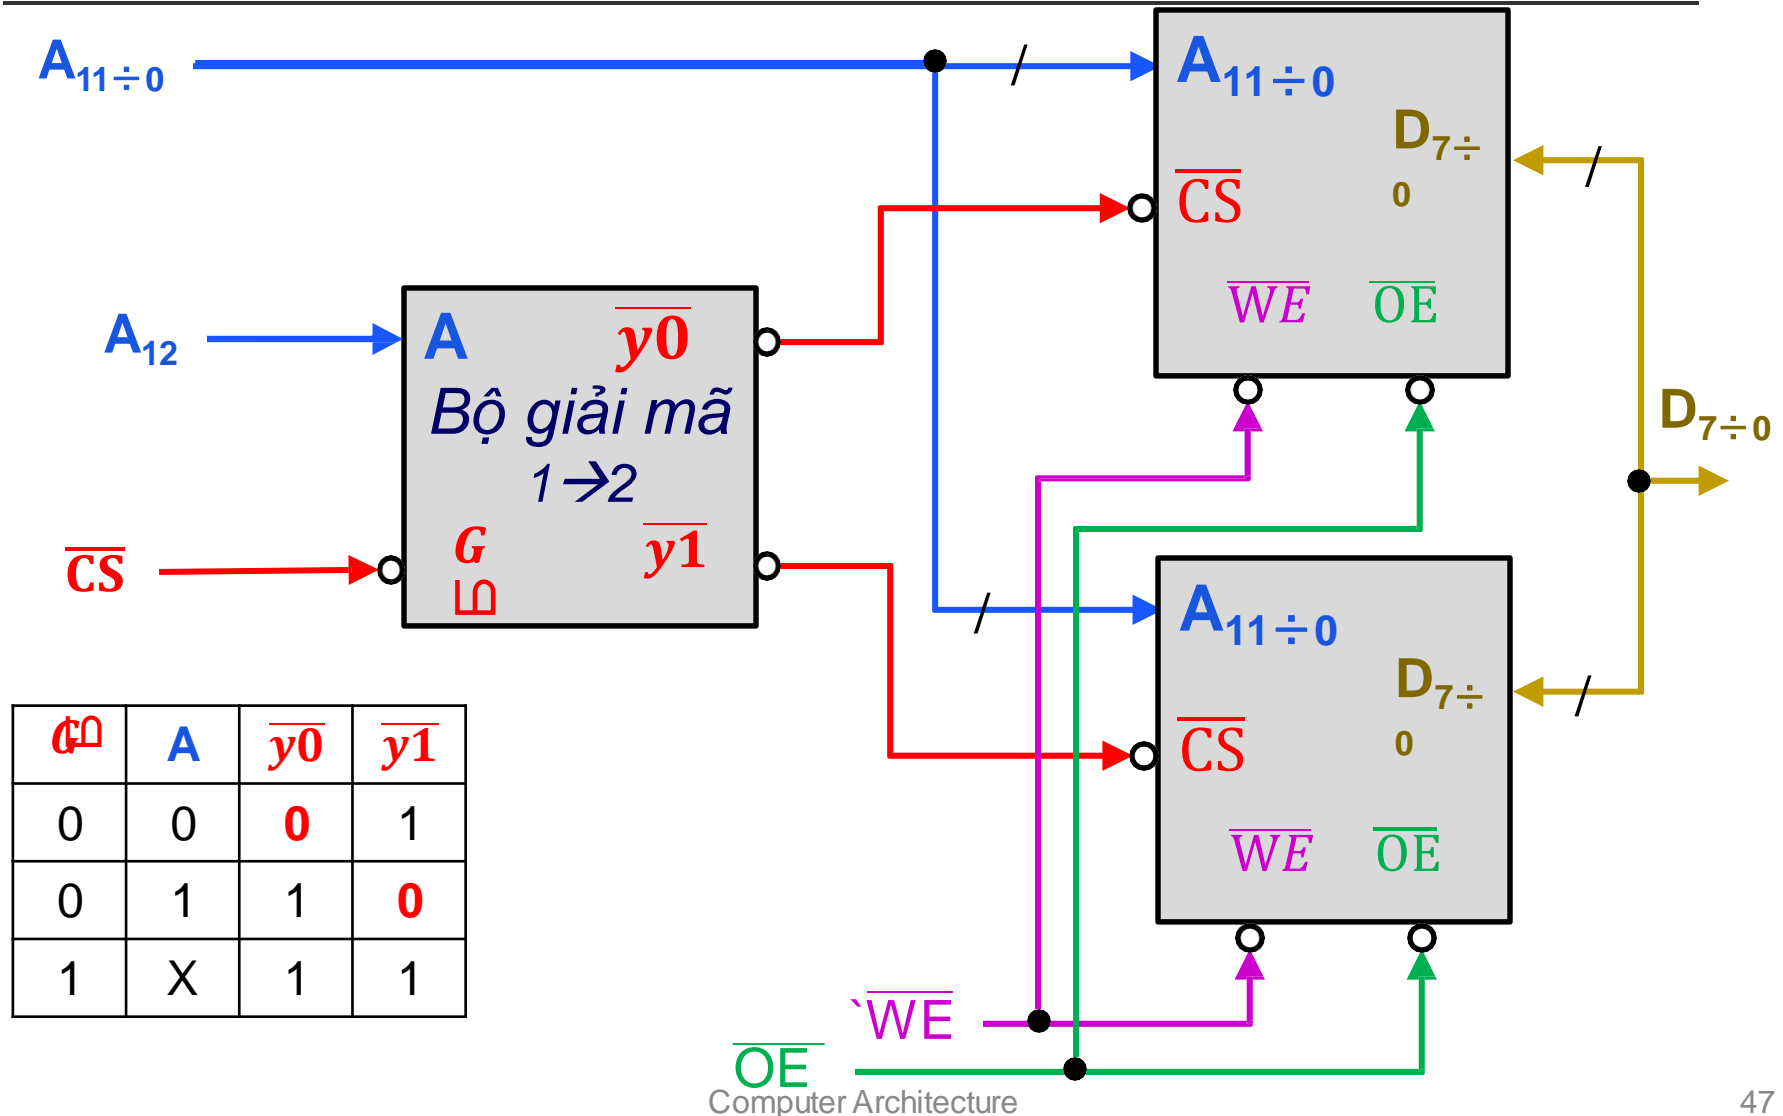 A11÷0
A11÷0
D7÷
0
CS
WE OE
A12
A y0
Bộ giải mã
1→2
G y1
CS
D7÷0
A11÷0
D7÷
0
CS
WE OE
G A y0 y1
0 0 0 1
0 1 1 0
1 X 1 1
`WE
OE
Computer Architecture 47